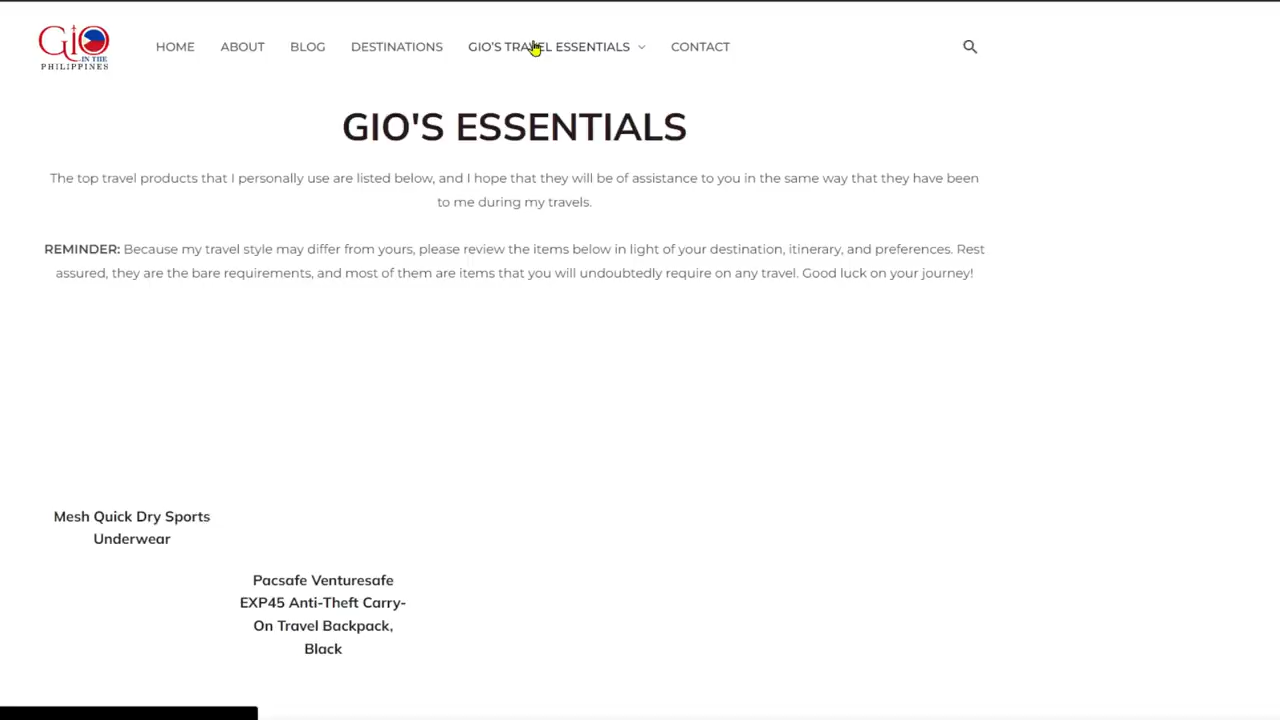 GiO
IN THE
PHILIPPINES
HOME ABOUT BLOG DESTINATIONS GIO'S TRAVEL ESSENTIALS CONTACT
GIO'S ESSENTIALS
The top travel products that I personally use are listed below, and I hope that they will be of assistance to you in the same way that they have been
to me during my travels.
REMINDER: Because my travel style may differ from yours, please review the items below in light of your destination, itinerary, and preferences. Rest
assured, they are the bare requirements, and most of them are items that you will undoubtedly require on any travel. Good luck on your journey!
Mesh Quick Dry Sports
Underwear
Pacsafe Venturesafe
EXP45 Anti-Theft Carry-
On Travel Backpack,
Black